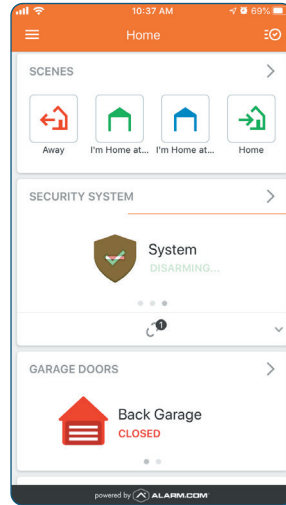 10:37 AM
69%
Home
SCENES
Away
I'm Home at...
I'm Home at...
Home
SECURITY SYSTEM
System
DISARMING...
1
GARAGE DOORS
Back Garage
CLOSED
powered by ALARM.COM